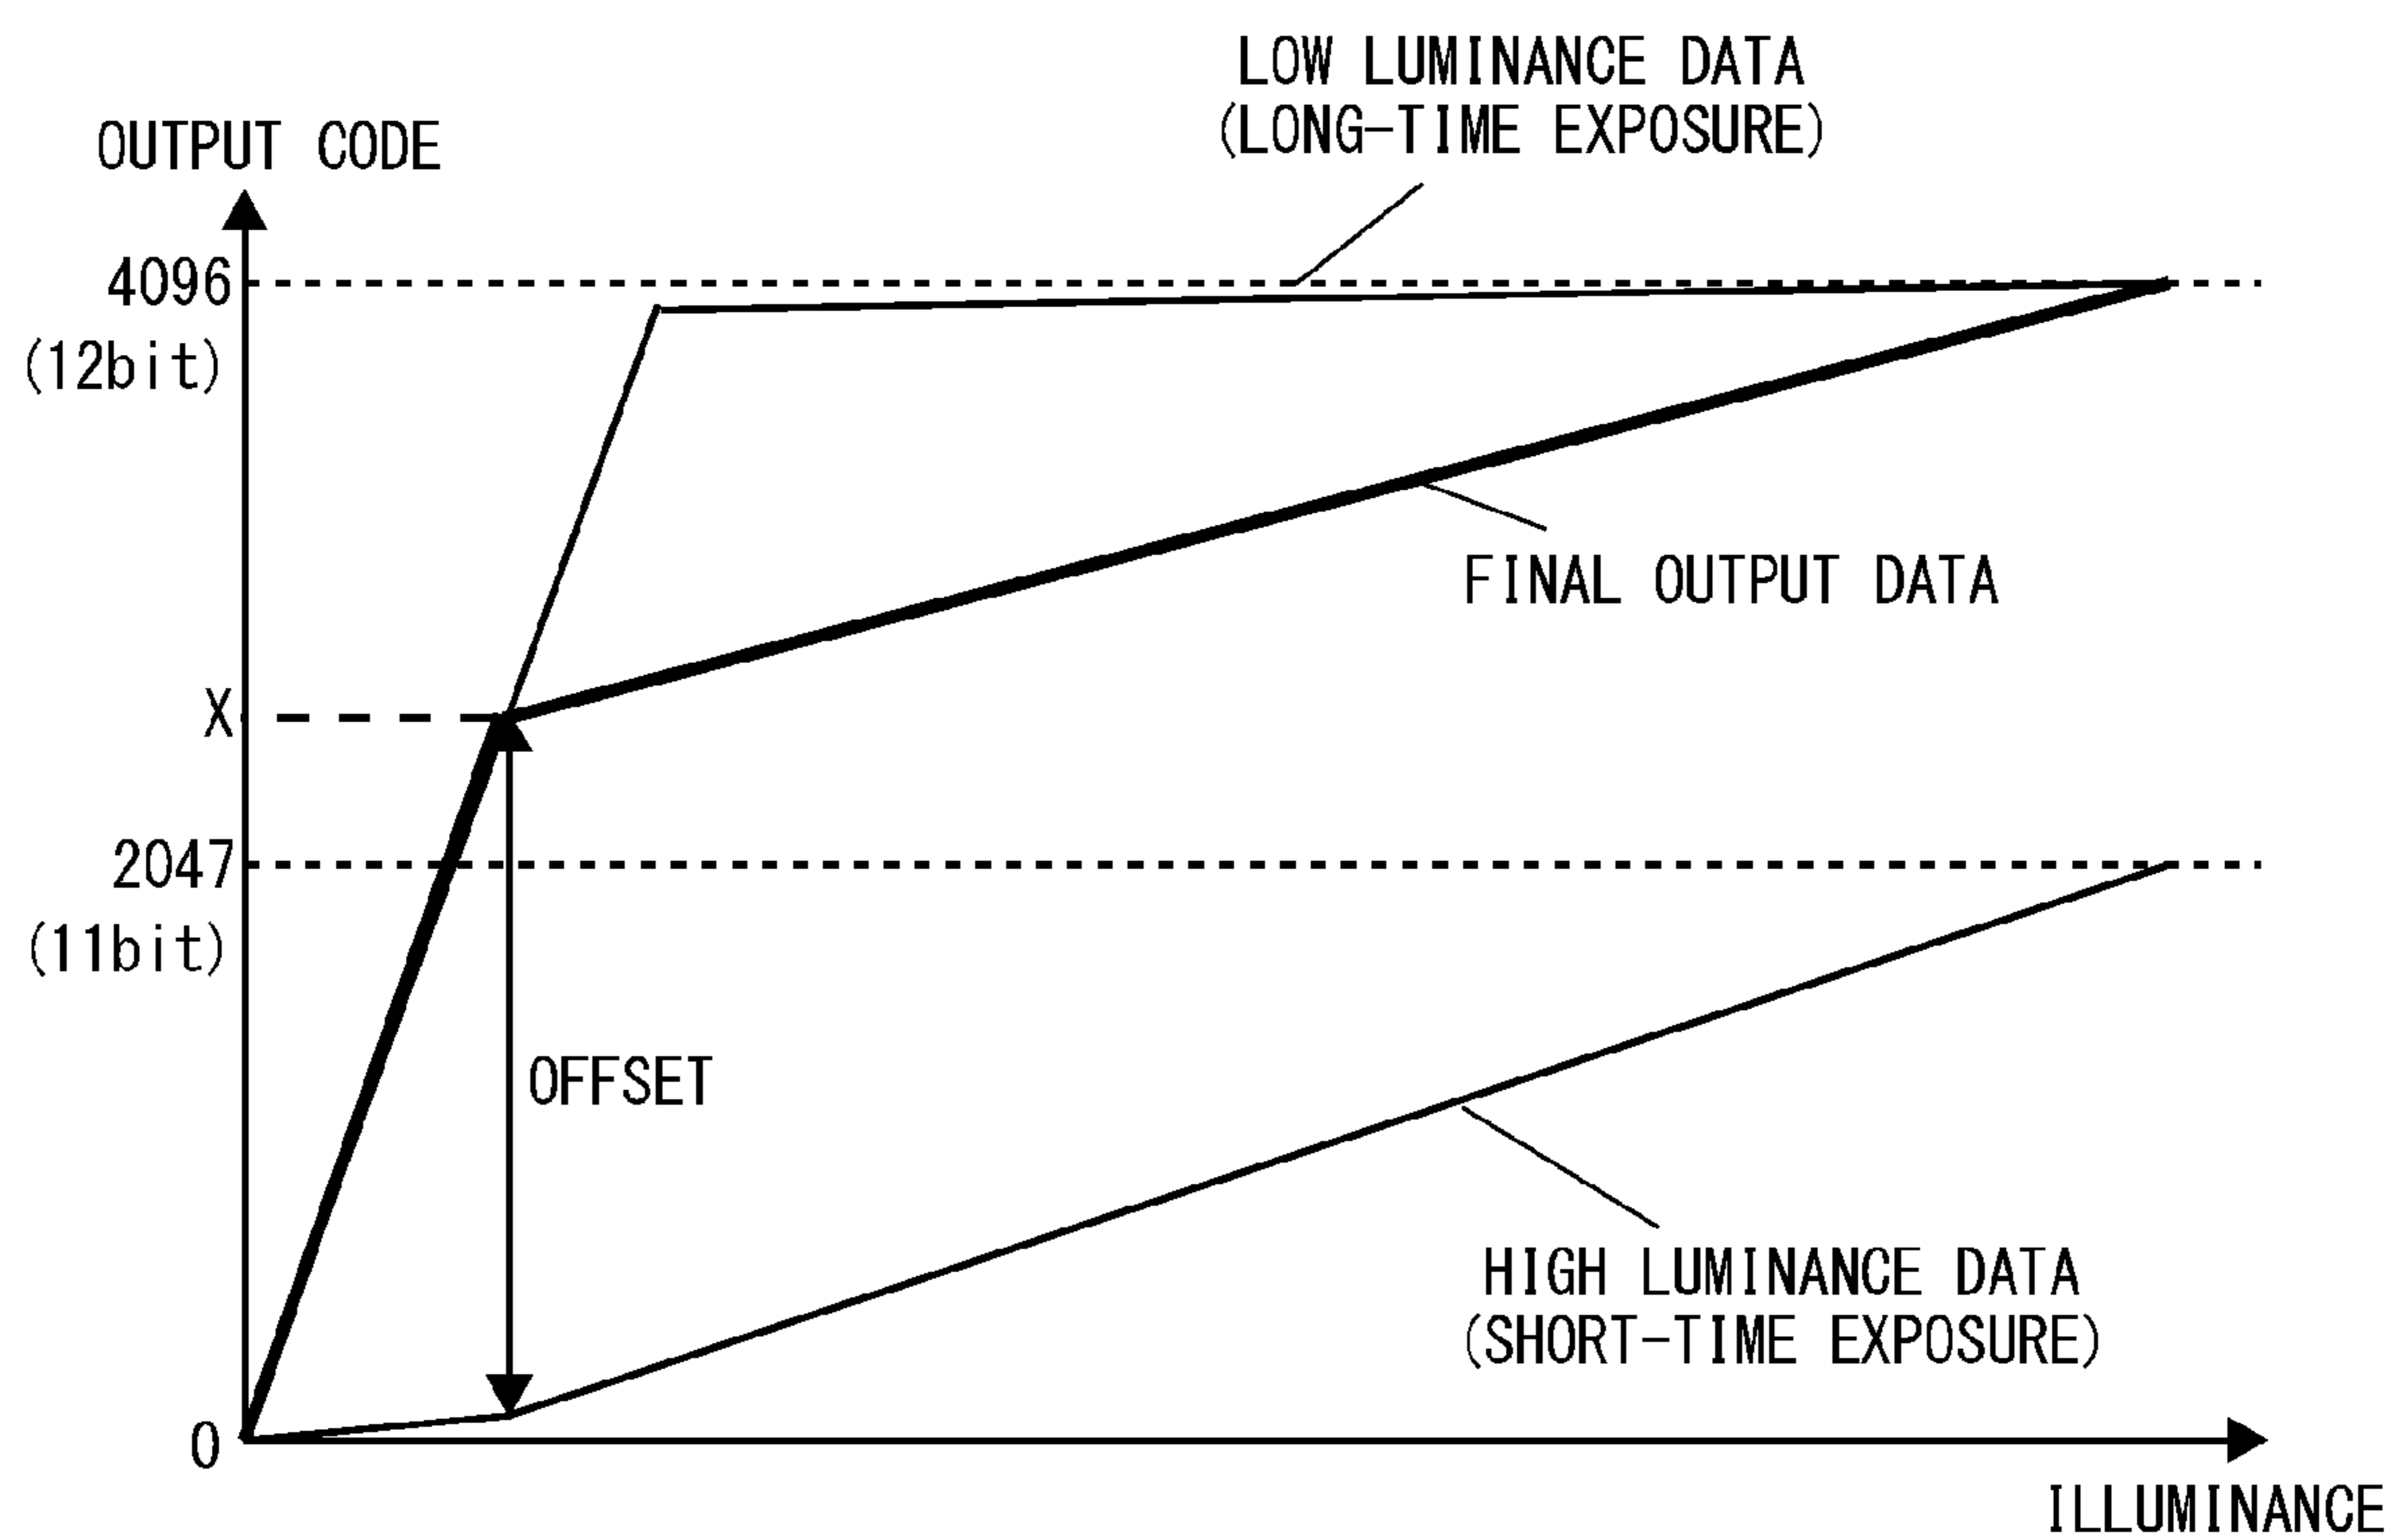 LOW LUMINANCE DATA
(LONG-TIME EXPOSURE)
OUTPUT CODE
4096
(12bit)
FINAL OUTPUT DATA
X
2047
(11bit)
OFFSET
HIGH LUMINANCE DATA
(SHORT-TIME EXPOSURE)
0
ILLUMINANCE